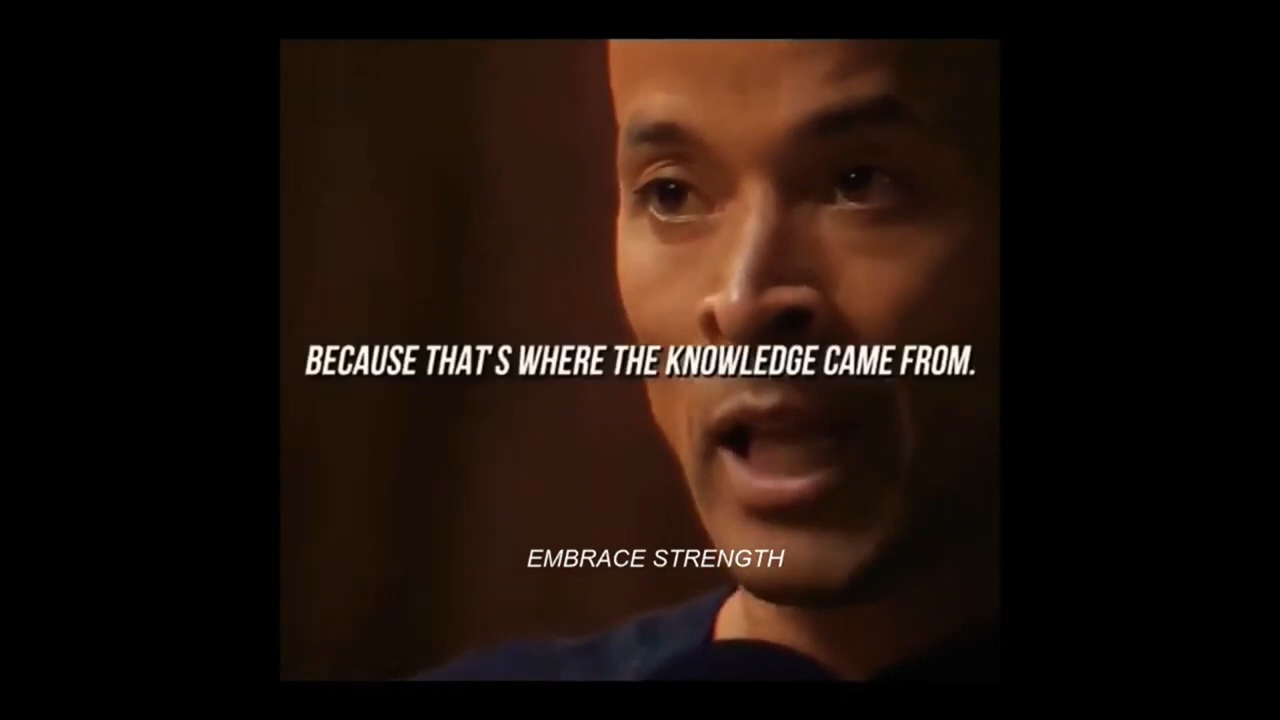 BECAUSE THAT'S WHERE THE KNOWLEDGE CAME FROM.
EMBRACE STRENGTH